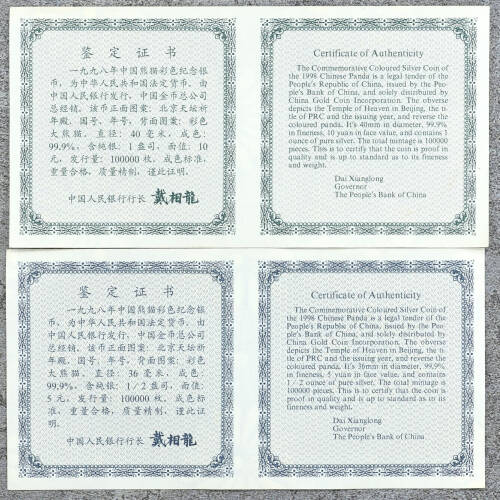 鉴定证书
一九九八年中国熊猫彩色纪念银
币，为中华人民共和国法定货币，由
中国人民银行发行，中国金币总公司
总经销。该币正面图案：北京天坛祈
年殿、国号、年号，背面图案：彩色
大熊猫。直径：40毫米，成色：
99.9%，含纯银：1盎司，面值：10
元，发行量：100000枚，成色标准，
重量合格，质量精制，谨此证明。
中国人民银行行长 戴相龍
Certificate of Authenticity
The Commemorative Coloured Silver Coin of
the 1998 Chinese Panda is a legal tender of the
People's Republic of China, issued by the Peo-
ple's Bank of China, and solely distributed by
China Gold Coin Incorporation. The obverse
depicts the Temple of Heaven in Beijing, the ti-
tle of PRC and the issuing year, and reverse the
coloured panda. It's 40mm in diameter, 99.9%
in fineness, 10 yuan in face value, and contains 1
ounce of pure silver. The total mintage is 100000
pieces. This is to certify that the coin is proof in
quality and is up to standard as to its fineness
and weight.
Dai Xianglong
Governor
The People's Bank of China
鉴定证书
一九九八年中国熊猫彩色纪念银
币，为中华人民共和国法定货币，由
中国人民银行发行，中国金币总公司
总经销。该币正面图案：北京天坛祈
年殿、国号、年号，背面图案：彩色
大熊猫。直径：36毫米，成色：
99.9%，含纯银：1/2盎司，面值：
5元，发行量：100000枚，成色标
准，重量合格，质量精制，谨此证
明。
中国人民银行行长 戴相龍
Certificate of Authenticity
The Commemorative Coloured Silver Coin of
the 1998 Chinese Panda is a legal tender of the
People's Republic of China, issued by the Peo-
ple's Bank of China, and solely distributed by
China Gold Coin Incorporation. The obverse
depicts the Temple of Heaven in Beijing, the ti-
tle of PRC and the issuing year, and reverse the
coloured panda. It's 36mm in diameter, 99.9%
in fineness, 5 yuan in face value, and contains
1/2 ounce of pure silver. The total mintage is
100000 pieces. This is to certify that the coin is
proof in quality and is up to standard as to its
fineness and weight.
Dai Xianglong
Governor
The People's Bank of China